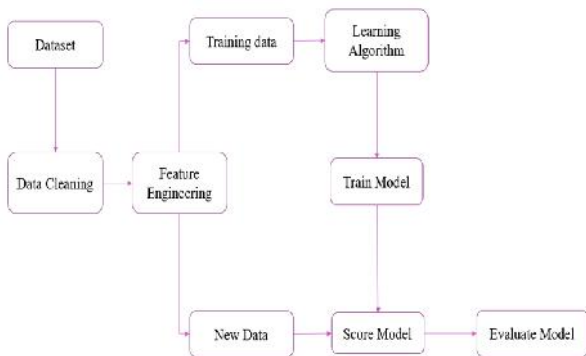 Dataset
Training data
Learning
Algorithm
Data Cleaning
Feature
Engineering
Train Model
New Data
Score Model
Evaluate Model